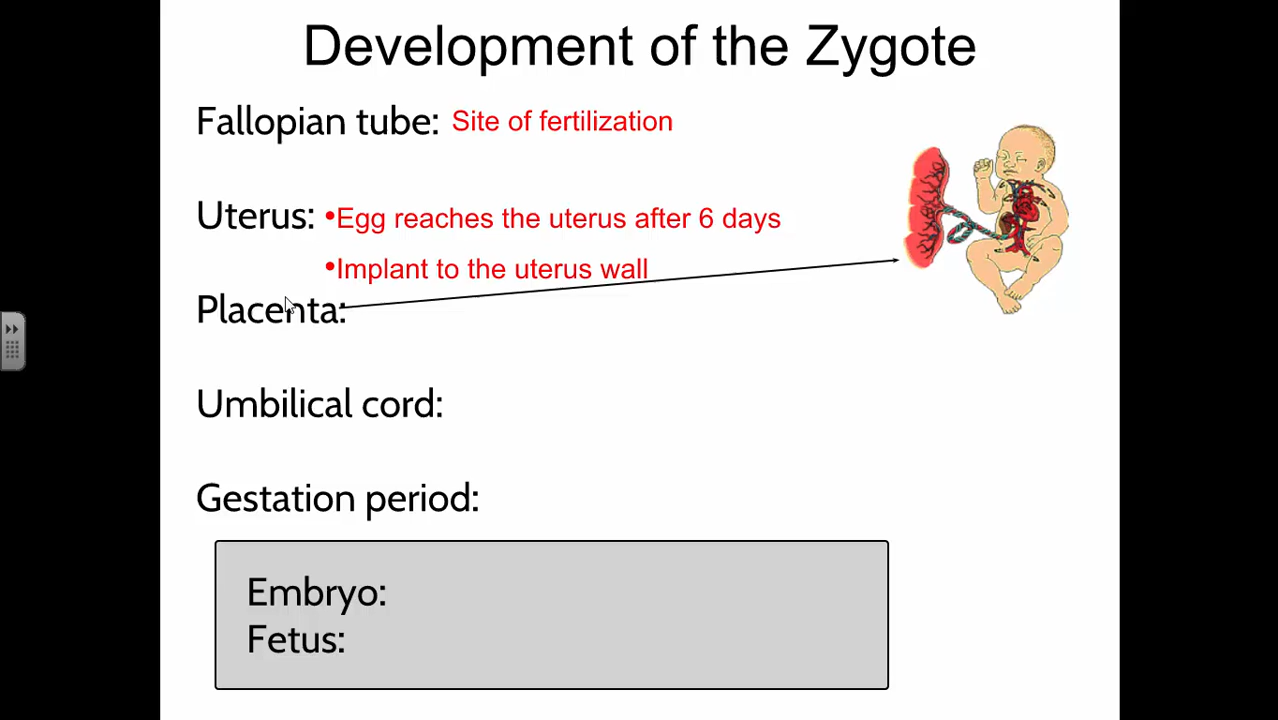 Development of the Zygote
Fallopian tube: Site of fertilization
Uterus: •Egg reaches the uterus after 6 days
•Implant to the uterus wall
Placenta:
Umbilical cord:
Gestation period:
Embryo:
Fetus: